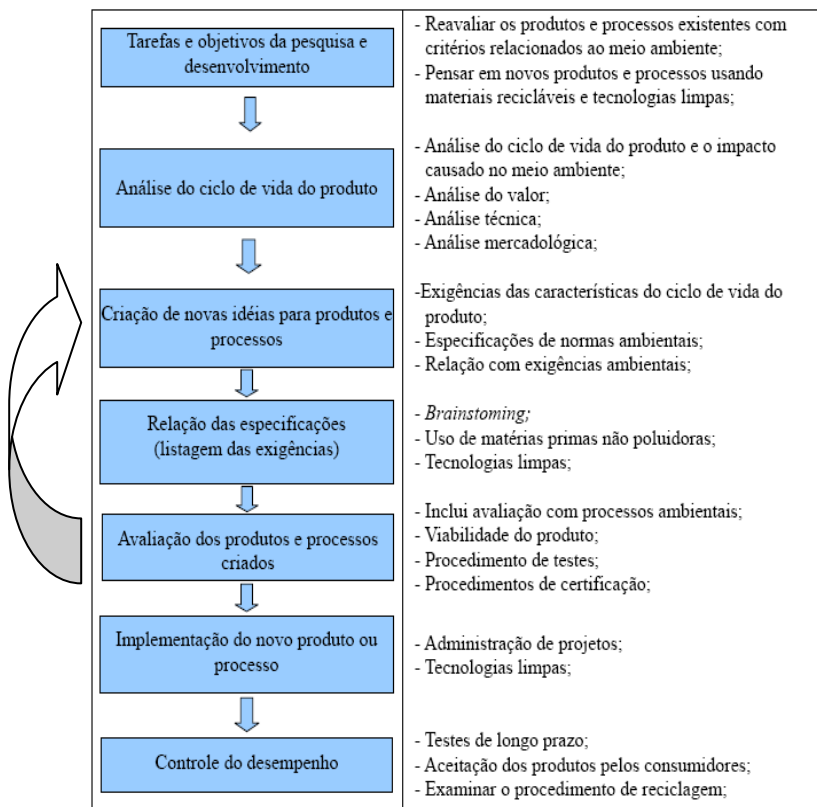 Tarefas e objetivos da pesquisa e
desenvolvimento
- Reavaliar os produtos e processos existentes com
critérios relacionados ao meio ambiente;
- Pensar em novos produtos e processos usando
materiais recicláveis e tecnologias limpas;
Análise do ciclo de vida do produto
- Análise do ciclo de vida do produto e o impacto
causado no meio ambiente;
- Análise do valor;
- Análise técnica;
- Análise mercadológica;
Criação de novas idéias para produtos e
processos
-Exigências das características do ciclo de vida do
produto;
- Especificações de normas ambientais;
- Relação com exigências ambientais;
Relação das especificações
(listagem das exigências)
- Brainstoming;
- Uso de matérias primas não poluidoras;
- Tecnologias limpas;
Avaliação dos produtos e processos
criados
- Inclui avaliação com processos ambientais;
- Viabilidade do produto;
- Procedimento de testes;
- Procedimentos de certificação;
Implementação do novo produto ou
processo
- Administração de projetos;
- Tecnologias limpas;
Controle do desempenho
- Testes de longo prazo;
- Aceitação dos produtos pelos consumidores;
- Examinar o procedimento de reciclagem;